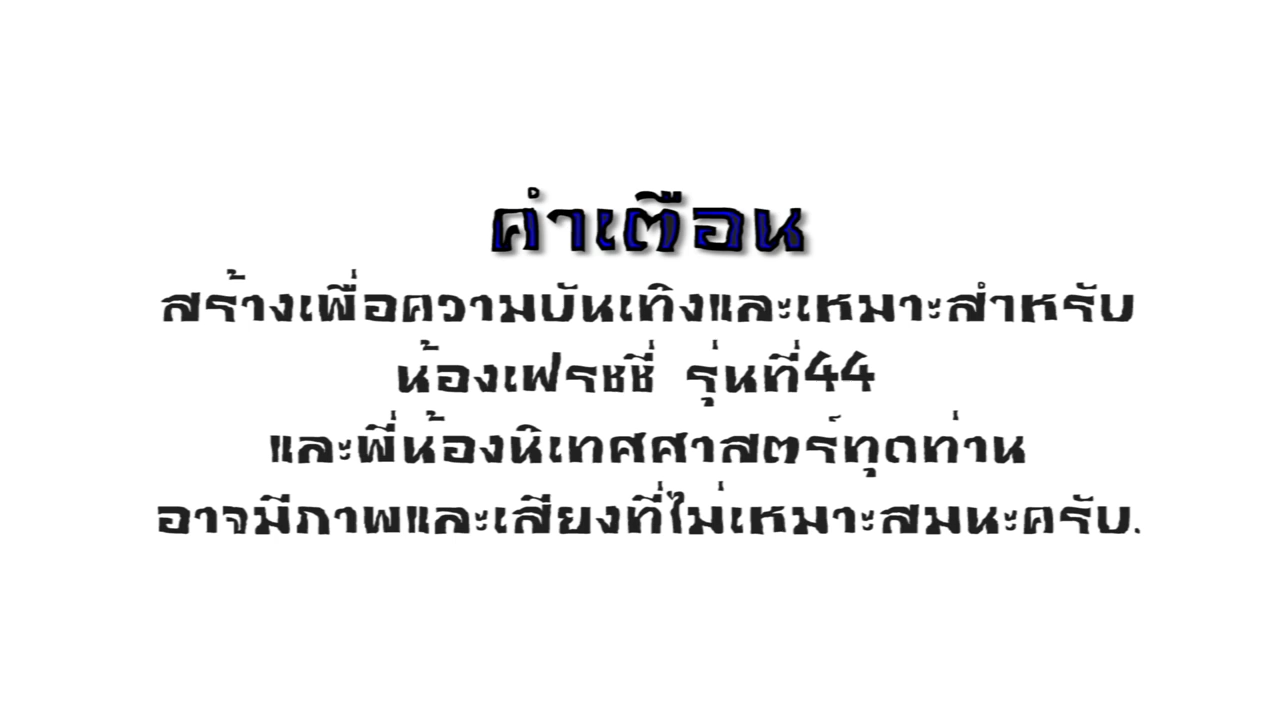 คำเตือน
สร้างเพื่อความบันเทิงและเหมาะสำหรับ
น้องเฟรชชี่ รุ่นที่44
และพี่น้องนิเทศศาสตร์ทุกท่าน
อาจมีภาพและเสียงที่ไม่เหมาะสมนะครับ.